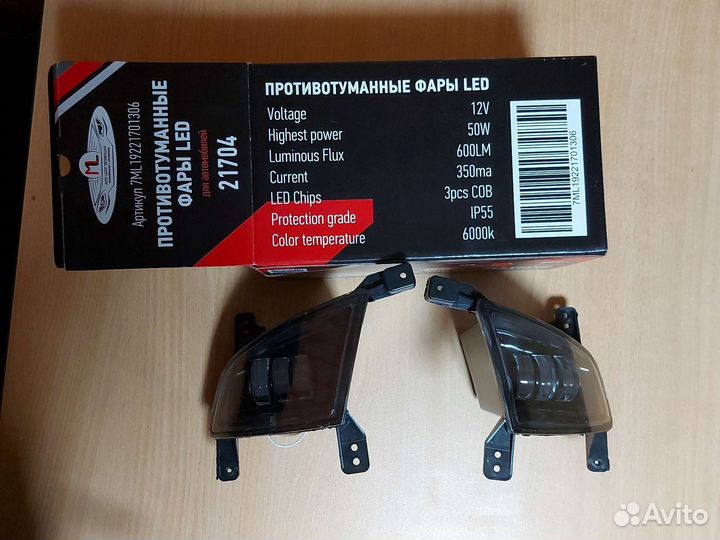 Артикул 7ML19221701306
ПРОТИВОТУМАННЫЕ
ФАРЫ LED
для автомобилей
21704
ML
ПРОТИВОТУМАННЫЕ ФАРЫ LED
Voltage 12V
Highest power 50W
Luminous Flux 600LM
Current 350ma
LED Chips 3pcs COB
Protection grade IP55
Color temperature 6000k
7ML19221701306
Avito